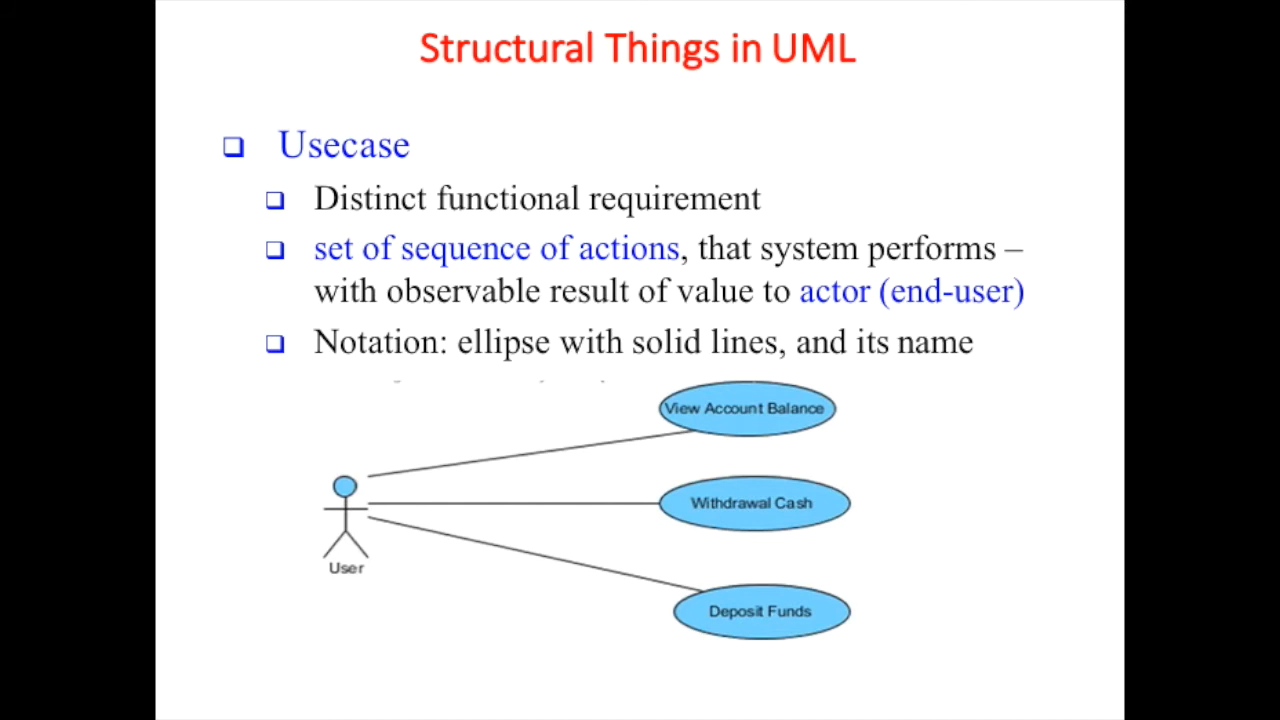 Structural Things in UML
Usecase
Distinct functional requirement
set of sequence of actions, that system performs –
with observable result of value to actor (end-user)
Notation: ellipse with solid lines, and its name
View Account Balance
Withdrawal Cash
User
Deposit Funds